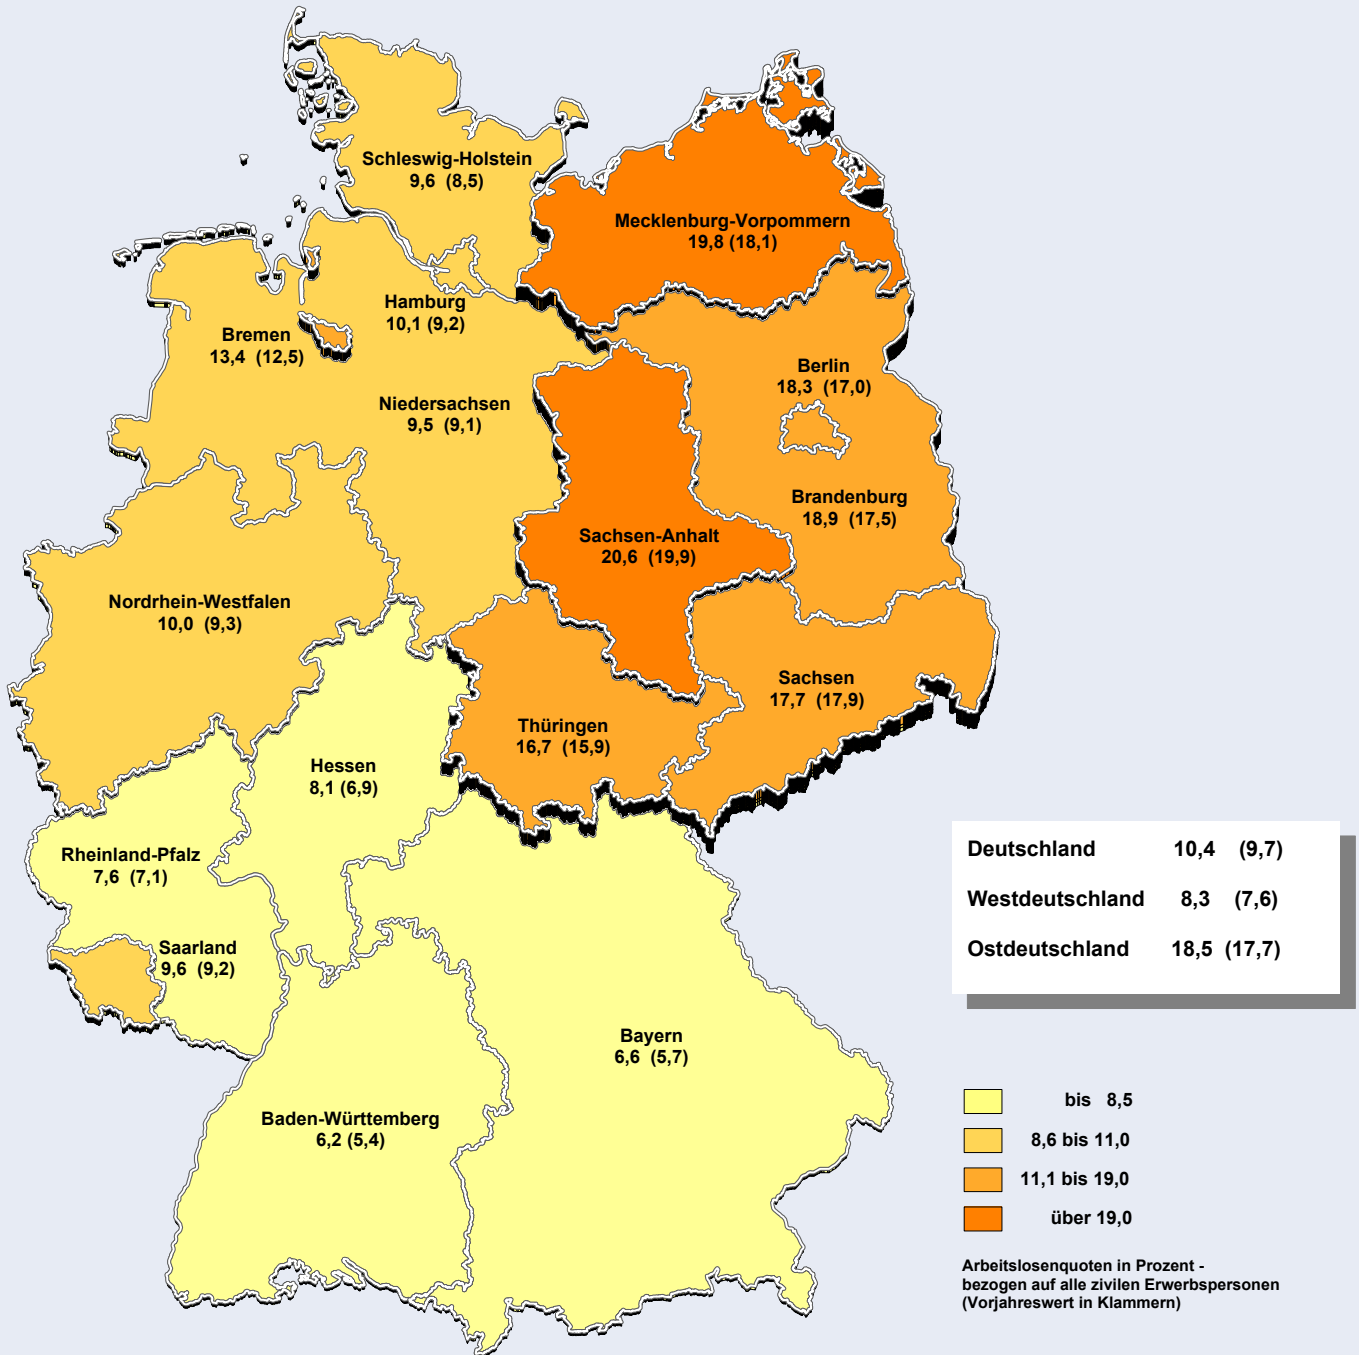 Schleswig-Holstein
9,6 (8,5)
Mecklenburg-Vorpommern
19,8 (18,1)
Hamburg
10,1 (9,2)
Bremen
13,4 (12,5)
Berlin
18,3 (17,0)
Niedersachsen
9,5 (9,1)
Brandenburg
18,9 (17,5)
Sachsen-Anhalt
20,6 (19,9)
Nordrhein-Westfalen
10,0 (9,3)
Sachsen
17,7 (17,9)
Thüringen
16,7 (15,9)
Hessen
8,1 (6,9)
Rheinland-Pfalz
7,6 (7,1)
Saarland
9,6 (9,2)
Bayern
6,6 (5,7)
Baden-Württemberg
6,2 (5,4)
Deutschland 10,4 (9,7)
Westdeutschland 8,3 (7,6)
Ostdeutschland 18,5 (17,7)
bis 8,5
8,6 bis 11,0
11,1 bis 19,0
über 19,0
Arbeitslosenquoten in Prozent -
bezogen auf alle zivilen Erwerbspersonen
(Vorjahreswert in Klammern)